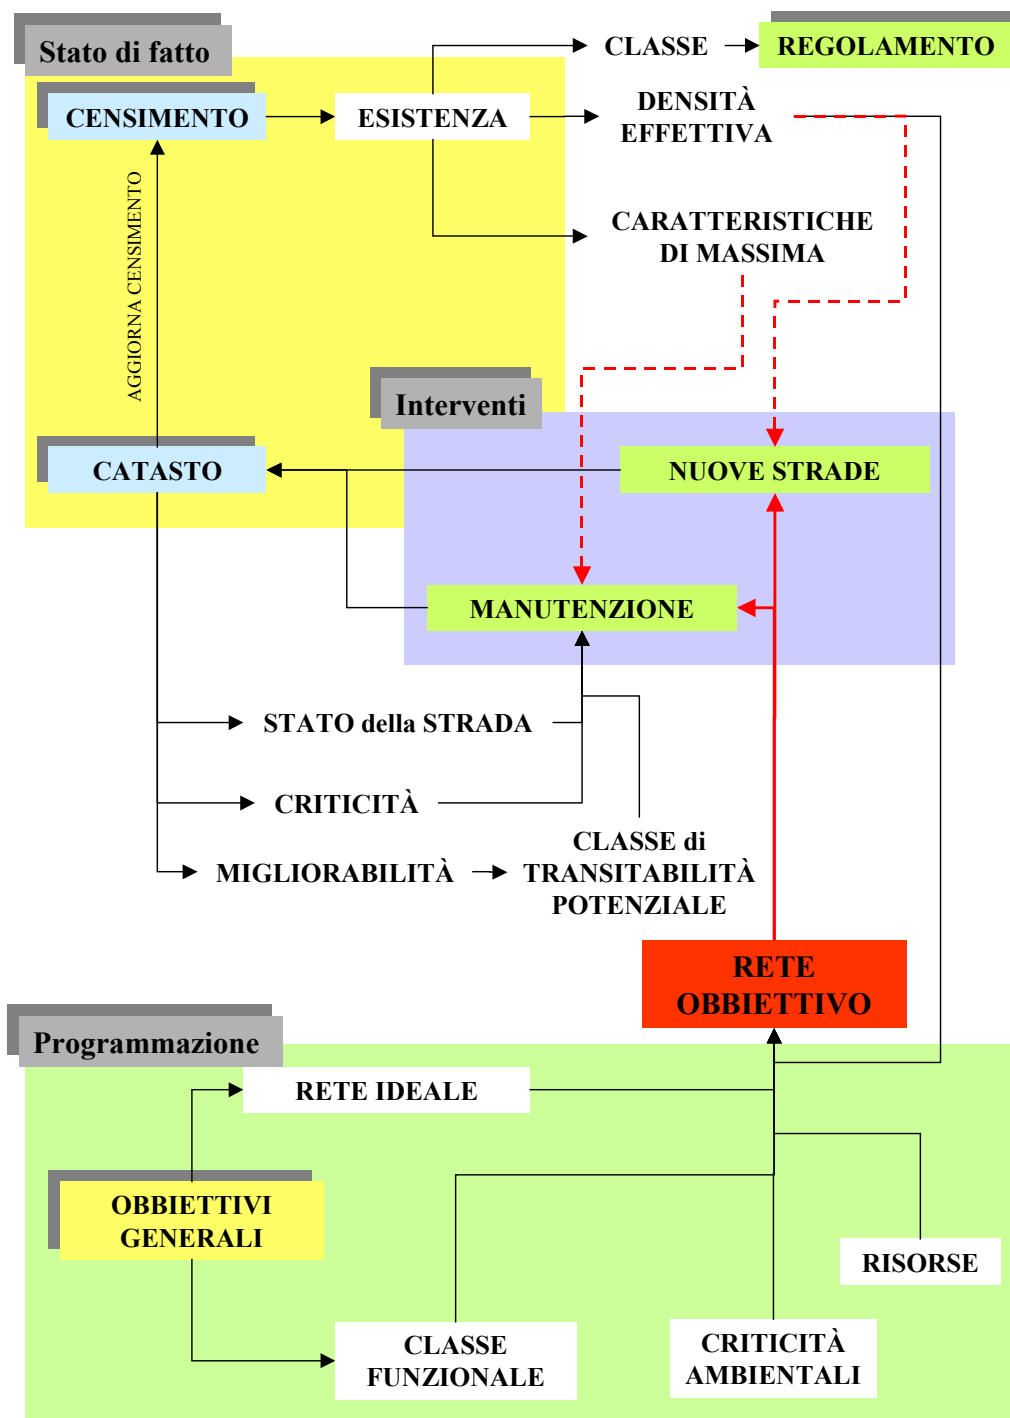 Stato di fatto
CLASSE
REGOLAMENTO
CENSIMENTO
ESISTENZA
DENSITÀ
EFFETTIVA
AGGIORNA CENSIMENTO
CARATTERISTICHE
DI MASSIMA
Interventi
CATASTO
NUOVE STRADE
MANUTENZIONE
STATO della STRADA
CRITICITÀ
MIGLIORABILITÀ
CLASSE di
TRANSITABILITÀ
POTENZIALE
RETE
OBBIETTIVO
Programmazione
RETE IDEALE
OBBIETTIVI
GENERALI
RISORSE
CLASSE
FUNZIONALE
CRITICITÀ
AMBIENTALI